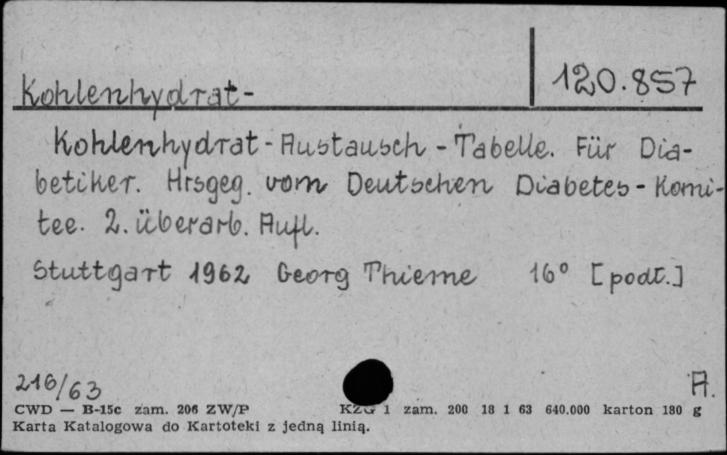 Kohlenhydrat-
120.857
Kohlenhydrat-Austausch-Tabelle. Für Dia-
betiker. Hrsgeg. vom Deutschen Diabetes-Komi-
tee. 2. überarb. Aufl.
Stuttgart 1962 Georg Thieme 16° [podt.]
216/63
A.
CWD — B-15c zam. 206 ZW/P KZG 1 zam. 200 18 1 63 640.000 karton 180 g
Karta Katalogowa do Kartoteki z jedną linią.